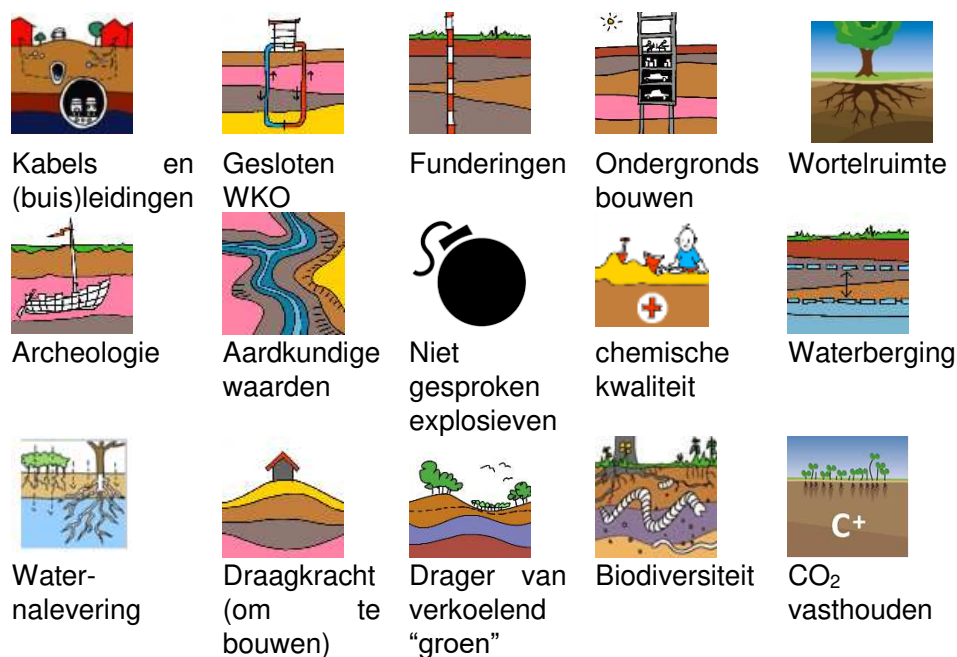 Kabels en
(buis)leidingen
Gesloten
WKO
Funderingen
Ondergronds
bouwen
Wortelruimte
Archeologie
Aardkundige
waarden
Niet
gesproken
explosieven
chemische
kwaliteit
Waterberging
C+
Water-
nalevering
Draagkracht
(om te
bouwen)
Drager van
verkoelend
“groen”
Biodiversiteit
CO₂
vasthouden